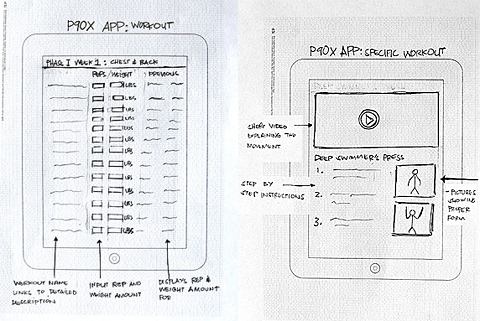 P90X APP: WORKOUT
PHASE I WEEK 1 : CHEST & BACK
REPS WEIGHT PREVIOUS
LBS
LBS
LBS
LBS
LBS
LBS
LBS
LBS
LBS
LBS
LBS
LBS
WORKOUT NAME
LINKS TO DETAILED
DESCRIPTION
INPUT REP AND
WEIGHT AMOUNT
DISPLAYS REP &
WEIGHT AMOUNT
FOR
P90X APP: SPECIFIC WORKOUT
SHORT VIDEO
EXPLAINING THE
MOVEMENT
DEEP SWIMMER'S PRESS
1.
STEP BY
STEP INSTRUCTIONS
2.
3.
- PICTURES
SHOWING
PROPER
FORM